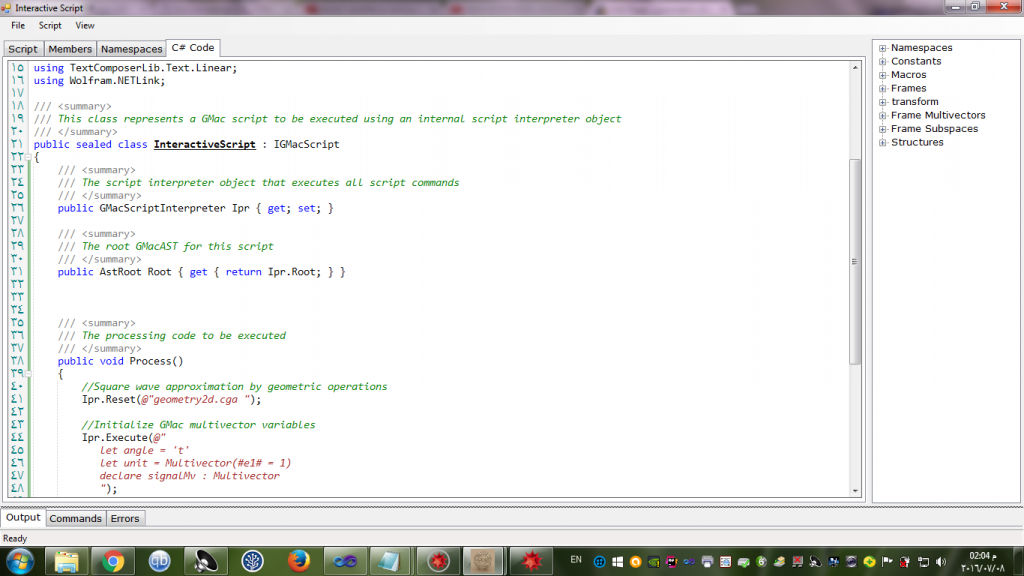 Interactive Script
File Script View
Script Members Namespaces C# Code
١٥ using TextComposerLib.Text.Linear;
١٦ using Wolfram.NETLink;
١٧
١٨ /// <summary>
١٩ /// This class represents a GMac script to be executed using an internal script interpreter object
٢٠ /// </summary>
٢١ public sealed class InteractiveScript : IGMacScript
٢٢ {
٢٣ /// <summary>
٢٤ /// The script interpreter object that executes all script commands
٢٥ /// </summary>
٢٦ public GMacScriptInterpreter Ipr { get; set; }
٢٧
٢٨ /// <summary>
٢٩ /// The root GMacAST for this script
٣٠ /// </summary>
٣١ public AstRoot Root { get { return Ipr.Root; } }
٣٢
٣٣
٣٤
٣٥ /// <summary>
٣٦ /// The processing code to be executed
٣٧ /// </summary>
٣٨ public void Process()
٣٩ {
٤٠ //Square wave approximation by geometric operations
٤١ Ipr.Reset(@"geometry2d.cga ");
٤٢
٤٣ //Initialize GMac multivector variables
٤٤ Ipr.Execute(@"
٤٥ let angle = 't'
٤٦ let unit = Multivector(#e1# = 1)
٤٧ declare signalMv : Multivector
٤٨ ");
Namespaces
Constants
Macros
Frames
transform
Frame Multivectors
Frame Subspaces
Structures
Output Commands Errors
Ready
qb
EN
02:04 م
٢٠١٦/٠٧/٠٨